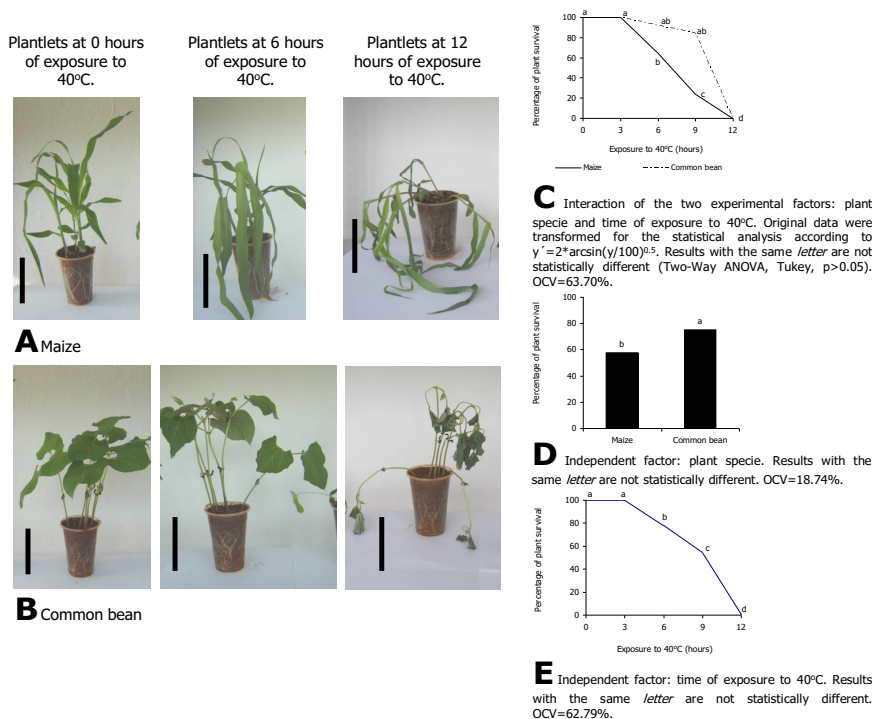 Plantlets at 0 hours
of exposure to
40ºC.
Plantlets at 6 hours
of exposure to
40ºC.
Plantlets at 12
hours of exposure
to 40ºC.
A Maize
B Common bean
Percentage of plant survival
100
80
60
40
20
0
a
a
ab
ab
b
c
d
0 3 6 9 12
Exposure to 40ºC (hours)
Maize Common bean
C Interaction of the two experimental factors: plant
specie and time of exposure to 40ºC. Original data were
transformed for the statistical analysis according to
y´=2*arcsin(y/100)0.5. Results with the same letter are not
statistically different (Two-Way ANOVA, Tukey, p>0.05).
OCV=63.70%.
Percentage of plant survival
100
80
60
40
20
0
b
a
Maize Common bean
D Independent factor: plant specie. Results with the
same letter are not statistically different. OCV=18.74%.
Percentage of plant survival
100
80
60
40
20
0
a
a
b
c
d
0 3 6 9 12
Exposure to 40ºC (hours)
E Independent factor: time of exposure to 40ºC. Results
with the same letter are not statistically different.
OCV=62.79%.